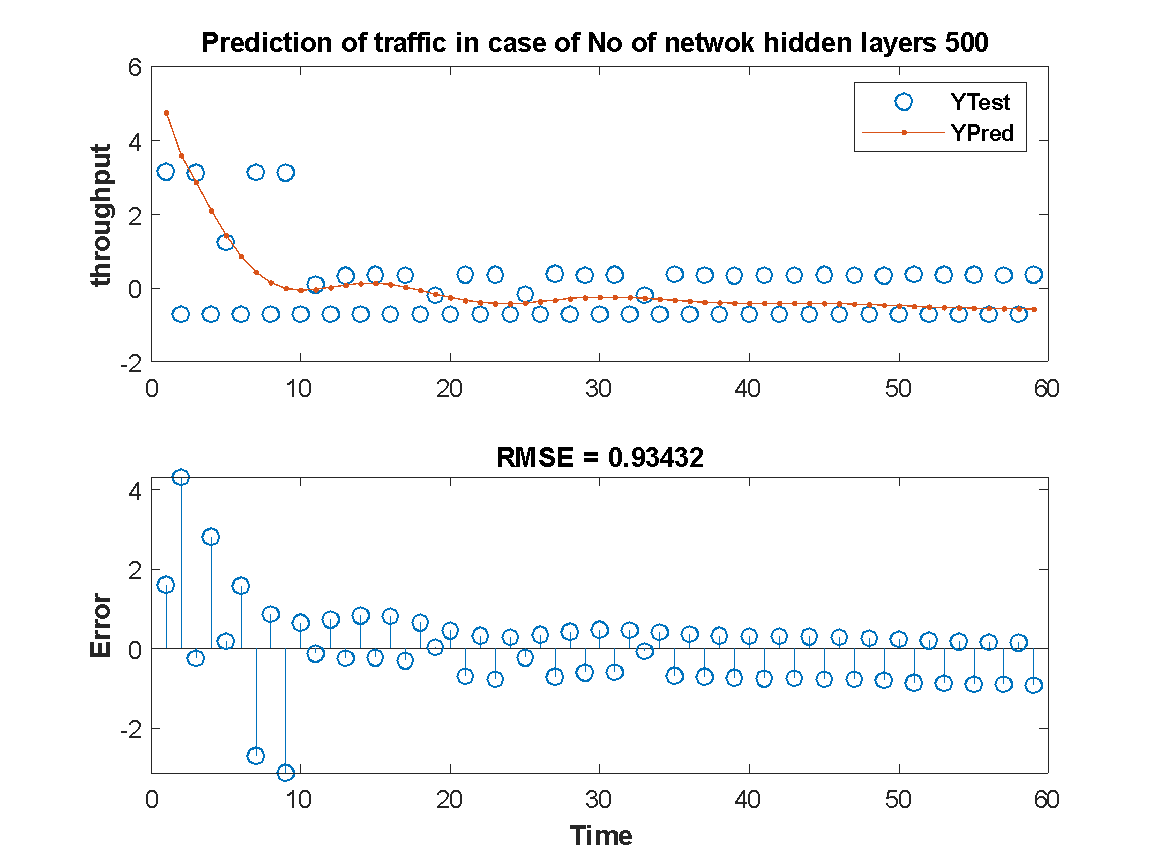 Prediction of traffic in case of No of netwok hidden layers 500
6
4
2
0
-2
throughput
YTest
YPred
0 10 20 30 40 50 60
RMSE = 0.93432
4
2
0
-2
Error
0 10 20 30 40 50 60
Time